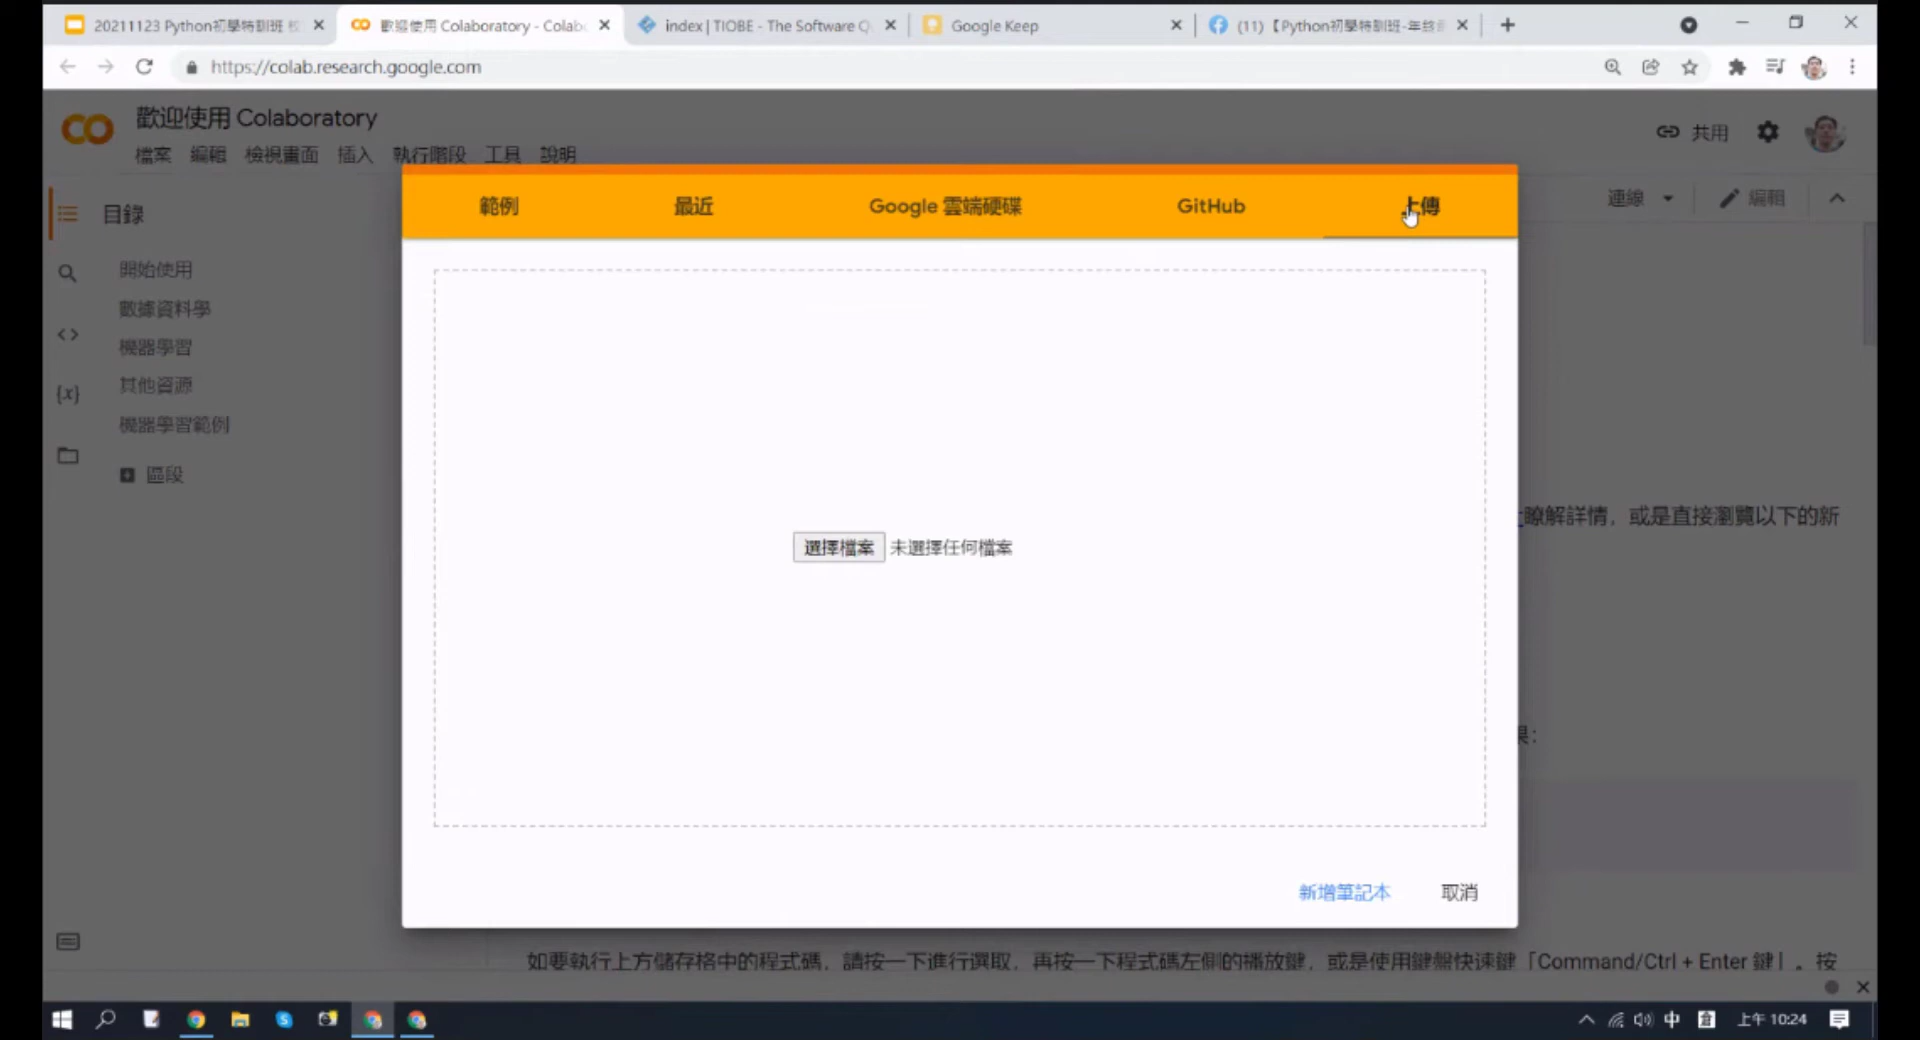 20211123 Python初學特訓班 校
歡迎使用 Colaboratory - Colab
index | TIOBE - The Software Q
Google Keep
(11)【Python初學特訓班-年終
https://colab.research.google.com
歡迎使用 Colaboratory
共用
檔案 編輯 檢視畫面 插入 執行階段 工具 說明
範例 最近 Google 雲端硬碟 GitHub 上傳
連線 編輯
目錄
開始使用
數據資料學
機器學習
其他資源
機器學習範例
區段
瞭解詳情，或是直接瀏覽以下的新
選擇檔案 未選擇任何檔案
果：
新增筆記本 取消
如要執行上方儲存格中的程式碼，請按一下進行選取，再按一下程式碼左側的播放鍵，或是使用鍵盤快速鍵「Command/Ctrl + Enter 鍵」。按
中 倉 上午 10:24